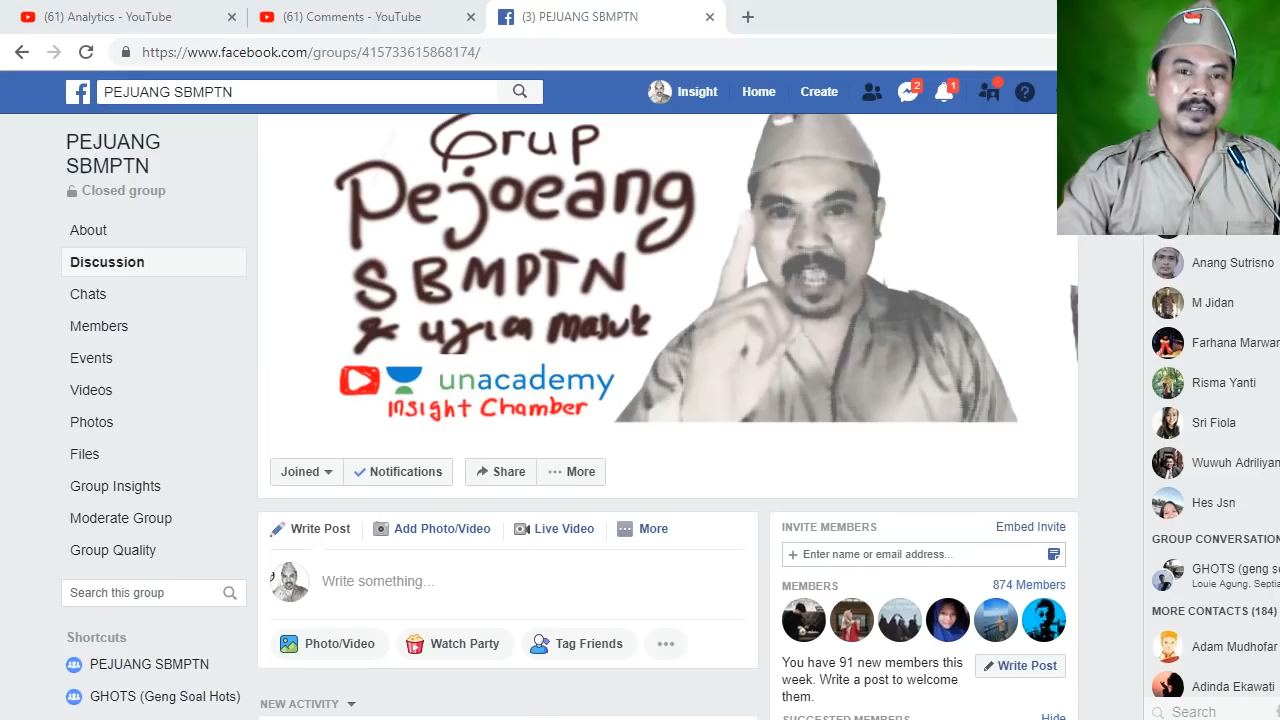 (61) Analytics - YouTube
(61) Comments - YouTube
(3) PEJUANG SBMPTN
https://www.facebook.com/groups/415733615868174/
PEJUANG SBMPTN
Insight
Home
Create
2
1
PEJUANG
SBMPTN
Closed group
About
Discussion
Chats
Members
Events
Videos
Photos
Files
Group Insights
Moderate Group
Group Quality
Search this group
Shortcuts
PEJUANG SBMPTN
GHOTS (Geng Soal Hots)
Grup
Pejoeang
SBMPTN
& ujian masuk
unacademy
Insight Chamber
Joined
Notifications
Share
More
Write Post
Add Photo/Video
Live Video
More
Write something...
Photo/Video
Watch Party
Tag Friends
NEW ACTIVITY
INVITE MEMBERS
Embed Invite
Enter name or email address...
MEMBERS
874 Members
You have 91 new members this
week. Write a post to welcome
them.
Write Post
SUGGESTED MEMBERS
Hide
Anang Sutrisno
M Jidan
Farhana Marwar
Risma Yanti
Sri Fiola
Wuwuh Adriliyan
Hes Jsn
GROUP CONVERSATION
GHOTS (geng s
Louie Agung, Septia
MORE CONTACTS (184)
Adam Mudhofar
Adinda Ekawati
Search